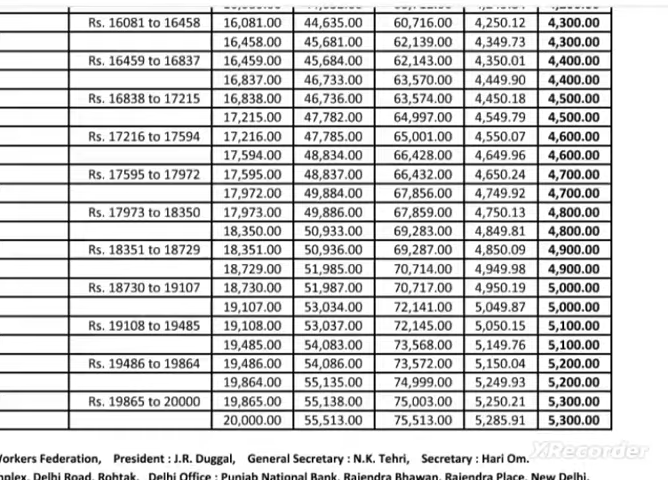 Rs. 16081 to 16458 16,081.00 44,635.00 60,716.00 4,250.12 4,300.00
16,458.00 45,681.00 62,139.00 4,349.73 4,300.00
Rs. 16459 to 16837 16,459.00 45,684.00 62,143.00 4,350.01 4,400.00
16,837.00 46,733.00 63,570.00 4,449.90 4,400.00
Rs. 16838 to 17215 16,838.00 46,736.00 63,574.00 4,450.18 4,500.00
17,215.00 47,782.00 64,997.00 4,549.79 4,500.00
Rs. 17216 to 17594 17,216.00 47,785.00 65,001.00 4,550.07 4,600.00
17,594.00 48,834.00 66,428.00 4,649.96 4,600.00
Rs. 17595 to 17972 17,595.00 48,837.00 66,432.00 4,650.24 4,700.00
17,972.00 49,884.00 67,856.00 4,749.92 4,700.00
Rs. 17973 to 18350 17,973.00 49,886.00 67,859.00 4,750.13 4,800.00
18,350.00 50,933.00 69,283.00 4,849.81 4,800.00
Rs. 18351 to 18729 18,351.00 50,936.00 69,287.00 4,850.09 4,900.00
18,729.00 51,985.00 70,714.00 4,949.98 4,900.00
Rs. 18730 to 19107 18,730.00 51,987.00 70,717.00 4,950.19 5,000.00
19,107.00 53,034.00 72,141.00 5,049.87 5,000.00
Rs. 19108 to 19485 19,108.00 53,037.00 72,145.00 5,050.15 5,100.00
19,485.00 54,083.00 73,568.00 5,149.76 5,100.00
Rs. 19486 to 19864 19,486.00 54,086.00 73,572.00 5,150.04 5,200.00
19,864.00 55,135.00 74,999.00 5,249.93 5,200.00
Rs. 19865 to 20000 19,865.00 55,138.00 75,003.00 5,250.21 5,300.00
20,000.00 55,513.00 75,513.00 5,285.91 5,300.00
Workers Federation, President : J.R. Duggal, General Secretary : N.K. Tehri, Secretary : Hari Om.
XRecorder
mplex, Delhi Road, Rohtak, Delhi Office : Punjab National Bank, Rajendra Bhawan, Rajendra Place, New Delhi.